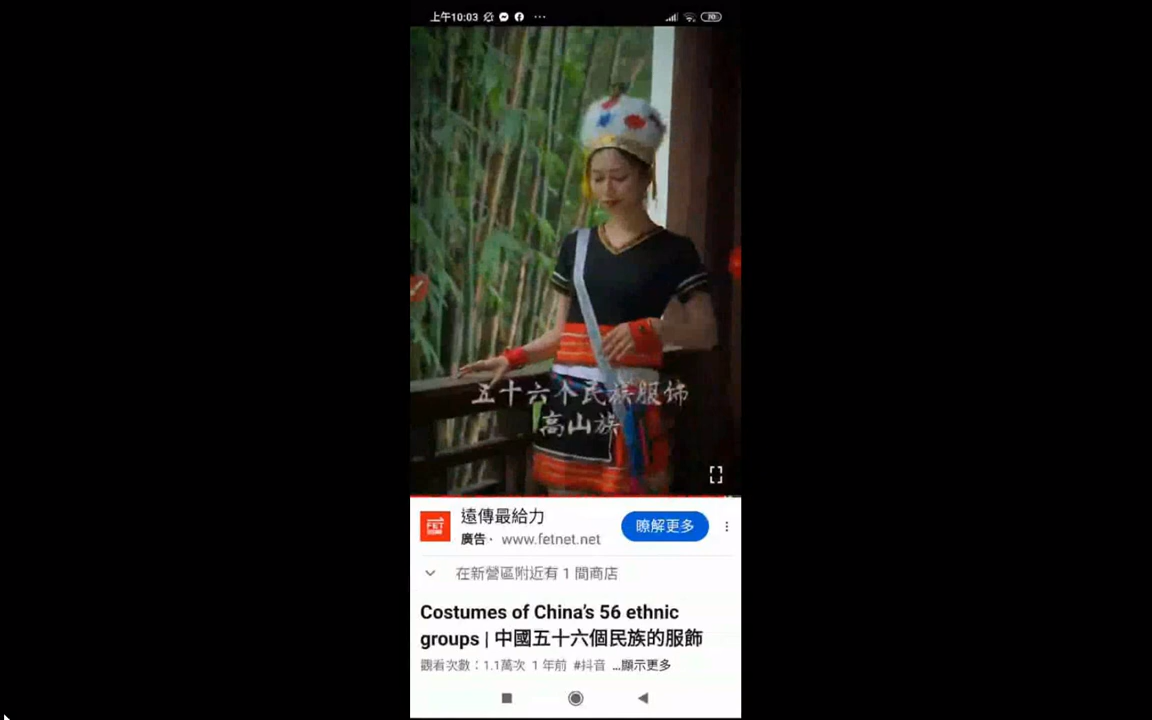 上午10:03
70
五十六个民族服饰
高山族
FET
遠傳最給力
廣告· www.fetnet.net
瞭解更多
在新營區附近有 1 間商店
Costumes of China's 56 ethnic
groups | 中國五十六個民族的服飾
觀看次數：1.1萬次 1 年前 #抖音 ...顯示更多